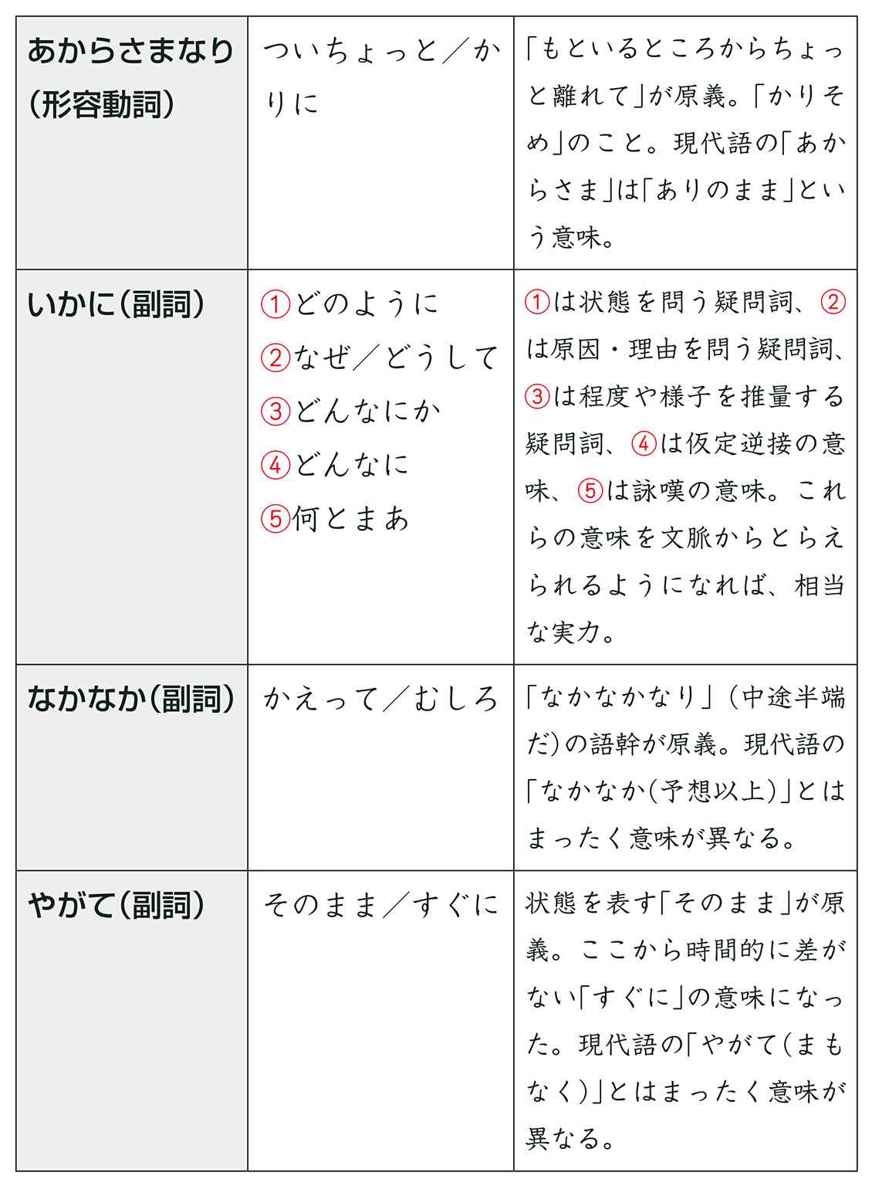 あからさまなり
(形容動詞)
ついちょっと／か
りに
「もといるところからちょっ
と離れて」が原義。「かりそ
め」のこと。現代語の「あか
らさま」は「ありのまま」とい
う意味。
いかに(副詞)
①どのように
②なぜ／どうして
③どんなにか
④どんなに
⑤何とまあ
①は状態を問う疑問詞、②
は原因・理由を問う疑問詞、
③は程度や様子を推量する
疑問詞、④は仮定逆接の意
味、⑤は詠嘆の意味。これ
らの意味を文脈からとらえ
られるようになれば、相当
な実力。
なかなか(副詞)
かえって／むしろ
「なかなかなり」(中途半端
だ)の語幹が原義。現代語の
「なかなか(予想以上)」とは
まったく意味が異なる。
やがて(副詞)
そのまま／すぐに
状態を表す「そのまま」が原
義。ここから時間的に差が
ない「すぐに」の意味になっ
た。現代語の「やがて(まも
なく)」とはまったく意味が
異なる。